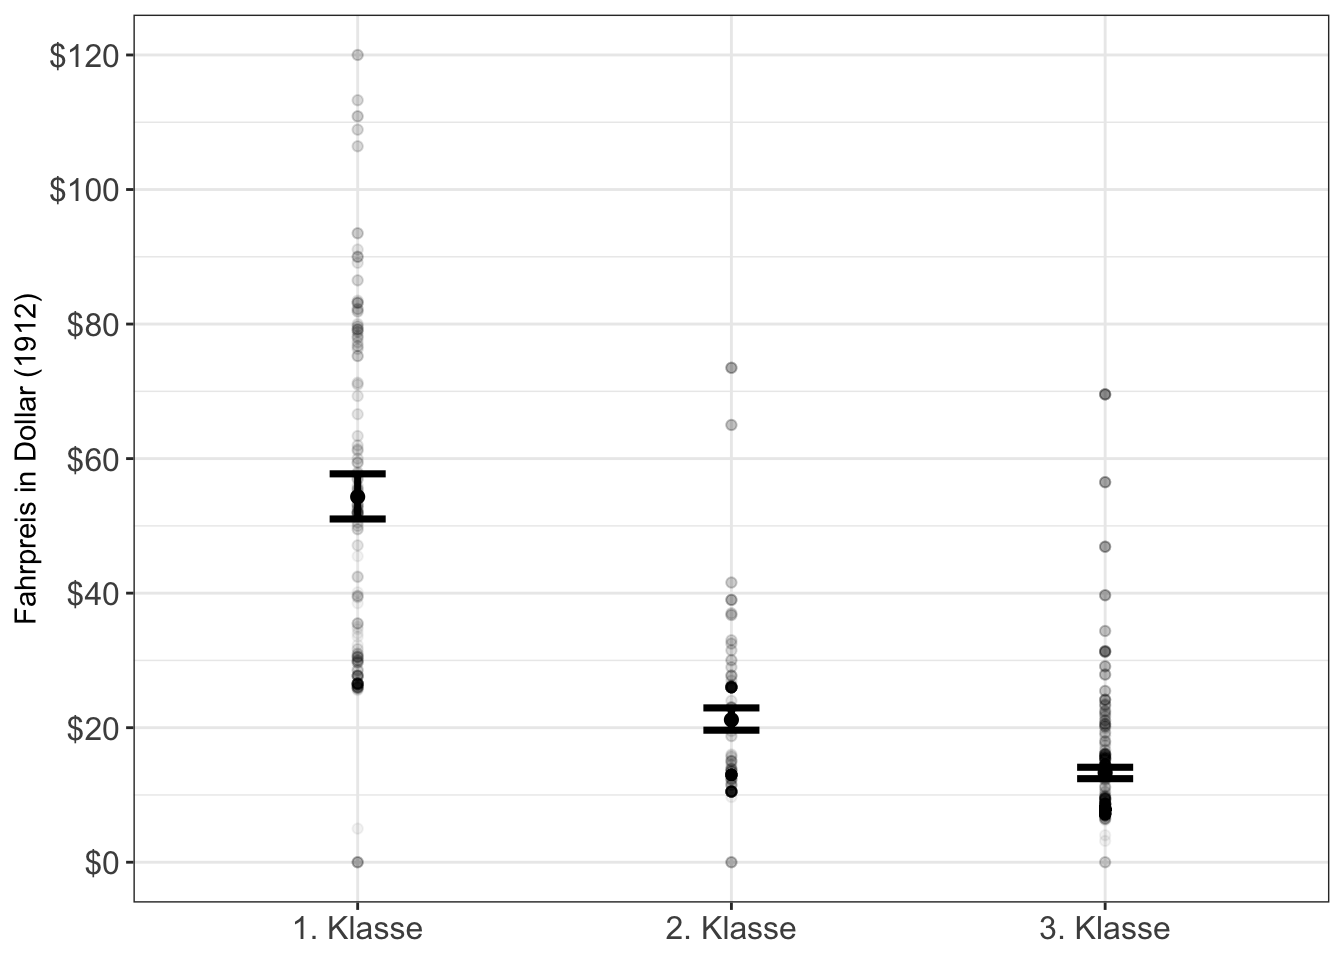 Fahrpreis in Dollar (1912)
$120
$100
$80
$60
$40
$20
$0
1. Klasse
2. Klasse
3. Klasse